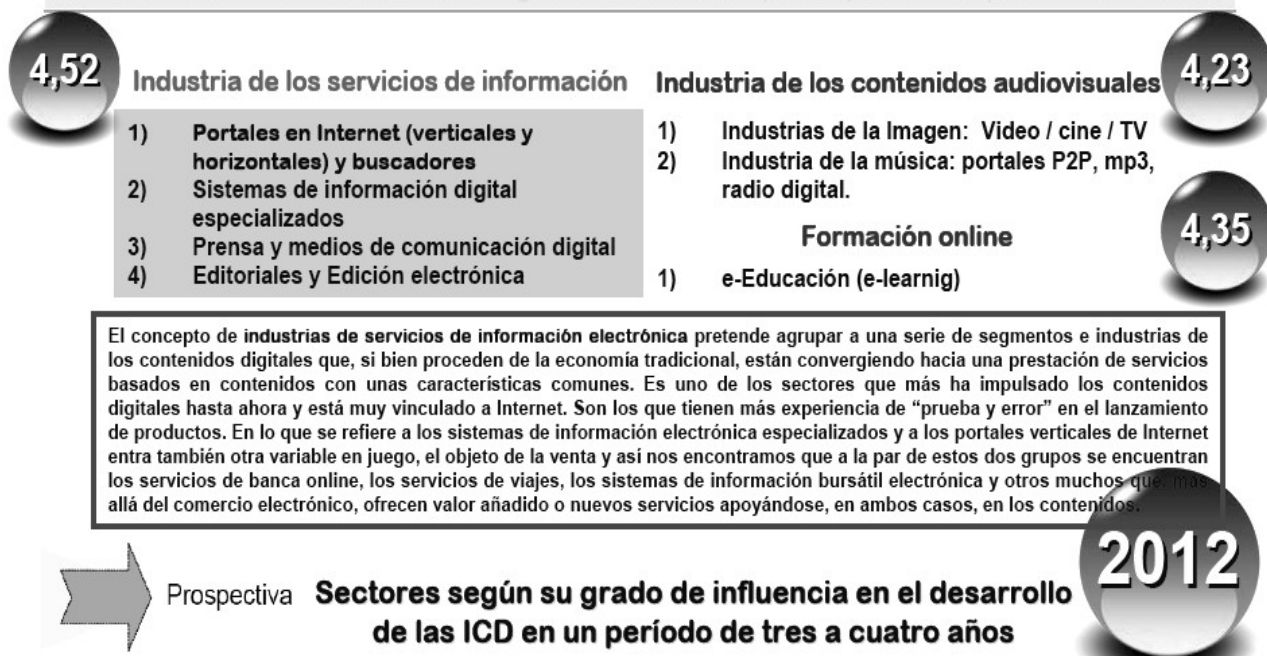 4,52
Industria de los servicios de información
1) Portales en Internet (verticales y
horizontales) y buscadores
2) Sistemas de información digital
especializados
3) Prensa y medios de comunicación digital
4) Editoriales y Edición electrónica
Industria de los contenidos audiovisuales
4,23
1) Industrias de la Imagen: Video / cine / TV
2) Industria de la música: portales P2P, mp3,
radio digital.
Formación online
4,35
1) e-Educación (e-learnig)
El concepto de industrias de servicios de información electrónica pretende agrupar a una serie de segmentos e industrias de
los contenidos digitales que, si bien proceden de la economía tradicional, están convergiendo hacia una prestación de servicios
basados en contenidos con unas características comunes. Es uno de los sectores que más ha impulsado los contenidos
digitales hasta ahora y está muy vinculado a Internet. Son los que tienen más experiencia de “prueba y error” en el lanzamiento
de productos. En lo que se refiere a los sistemas de información electrónica especializados y a los portales verticales de Internet
entra también otra variable en juego, el objeto de la venta y así nos encontramos que a la par de estos dos grupos se encuentran
los servicios de banca online, los servicios de viajes, los sistemas de información bursátil electrónica y otros muchos que, más
allá del comercio electrónico, ofrecen valor añadido o nuevos servicios apoyándose, en ambos casos, en los contenidos.
2012
Prospectiva Sectores según su grado de influencia en el desarrollo
de las ICD en un período de tres a cuatro años